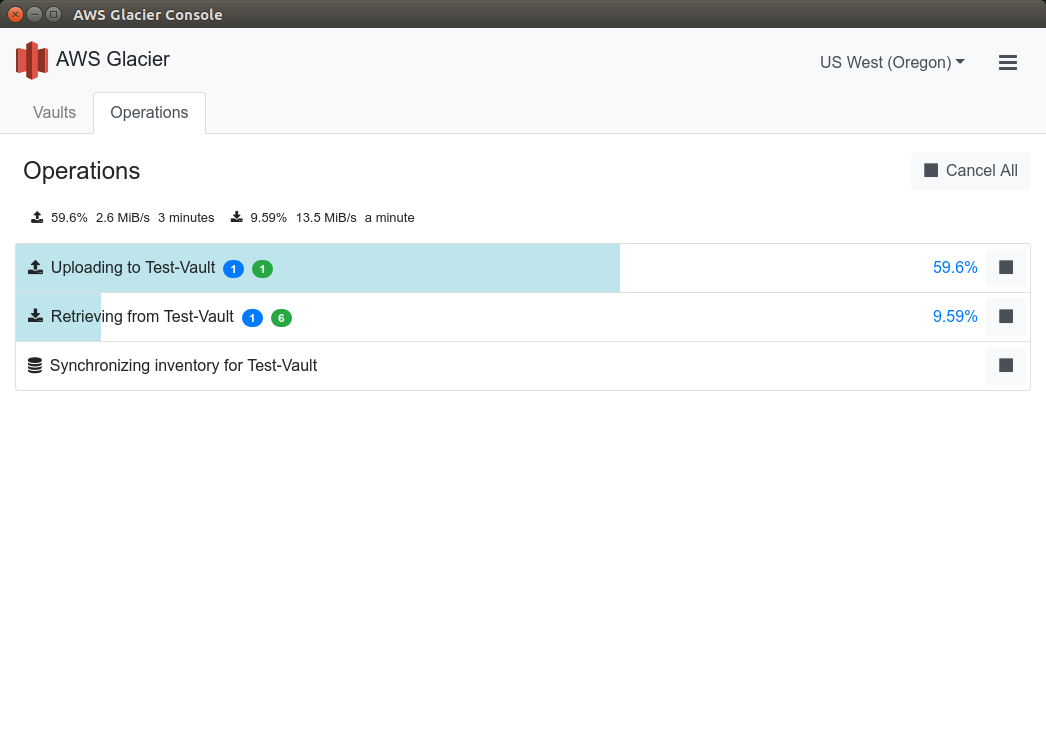 AWS Glacier Console
AWS Glacier
US West (Oregon)
Vaults Operations
Operations
Cancel All
59.6% 2.6 MiB/s 3 minutes 9.59% 13.5 MiB/s a minute
Uploading to Test-Vault 1 1 59.6%
Retrieving from Test-Vault 1 6 9.59%
Synchronizing inventory for Test-Vault